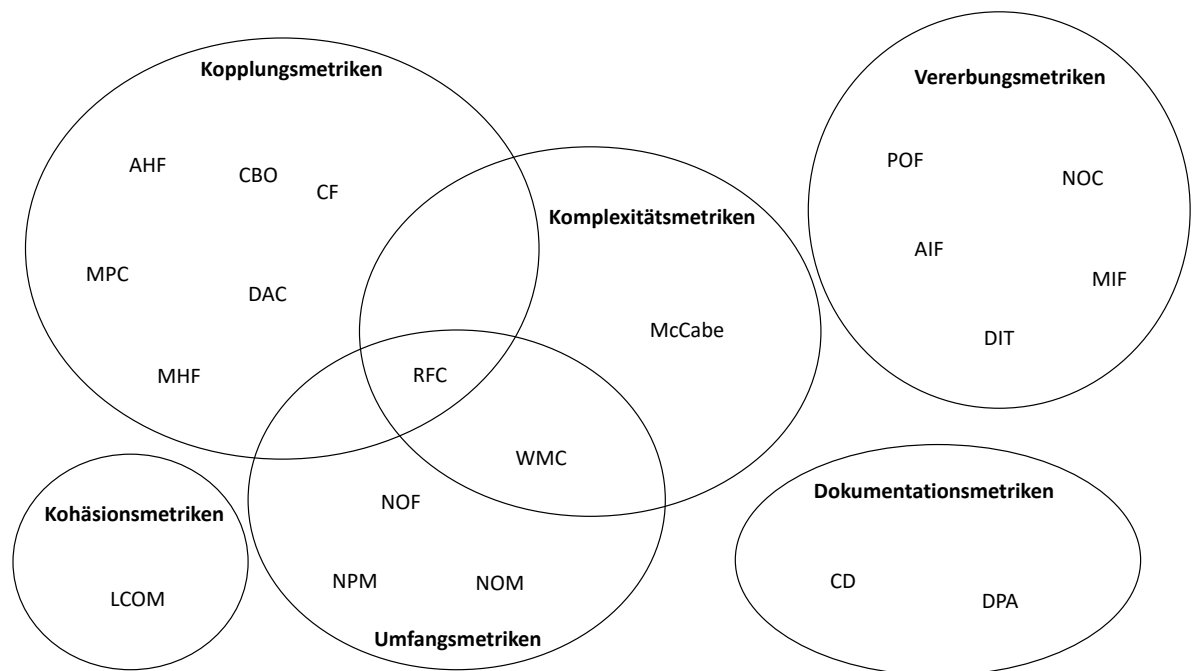 Kopplungsmetriken
AHF
CBO
CF
MPC
DAC
MHF
RFC
Komplexitätsmetriken
McCabe
WMC
Vererbungsmetriken
POF
NOC
AIF
MIF
DIT
Kohäsionsmetriken
LCOM
NOF
NPM
NOM
Umfangsmetriken
Dokumentationsmetriken
CD
DPA